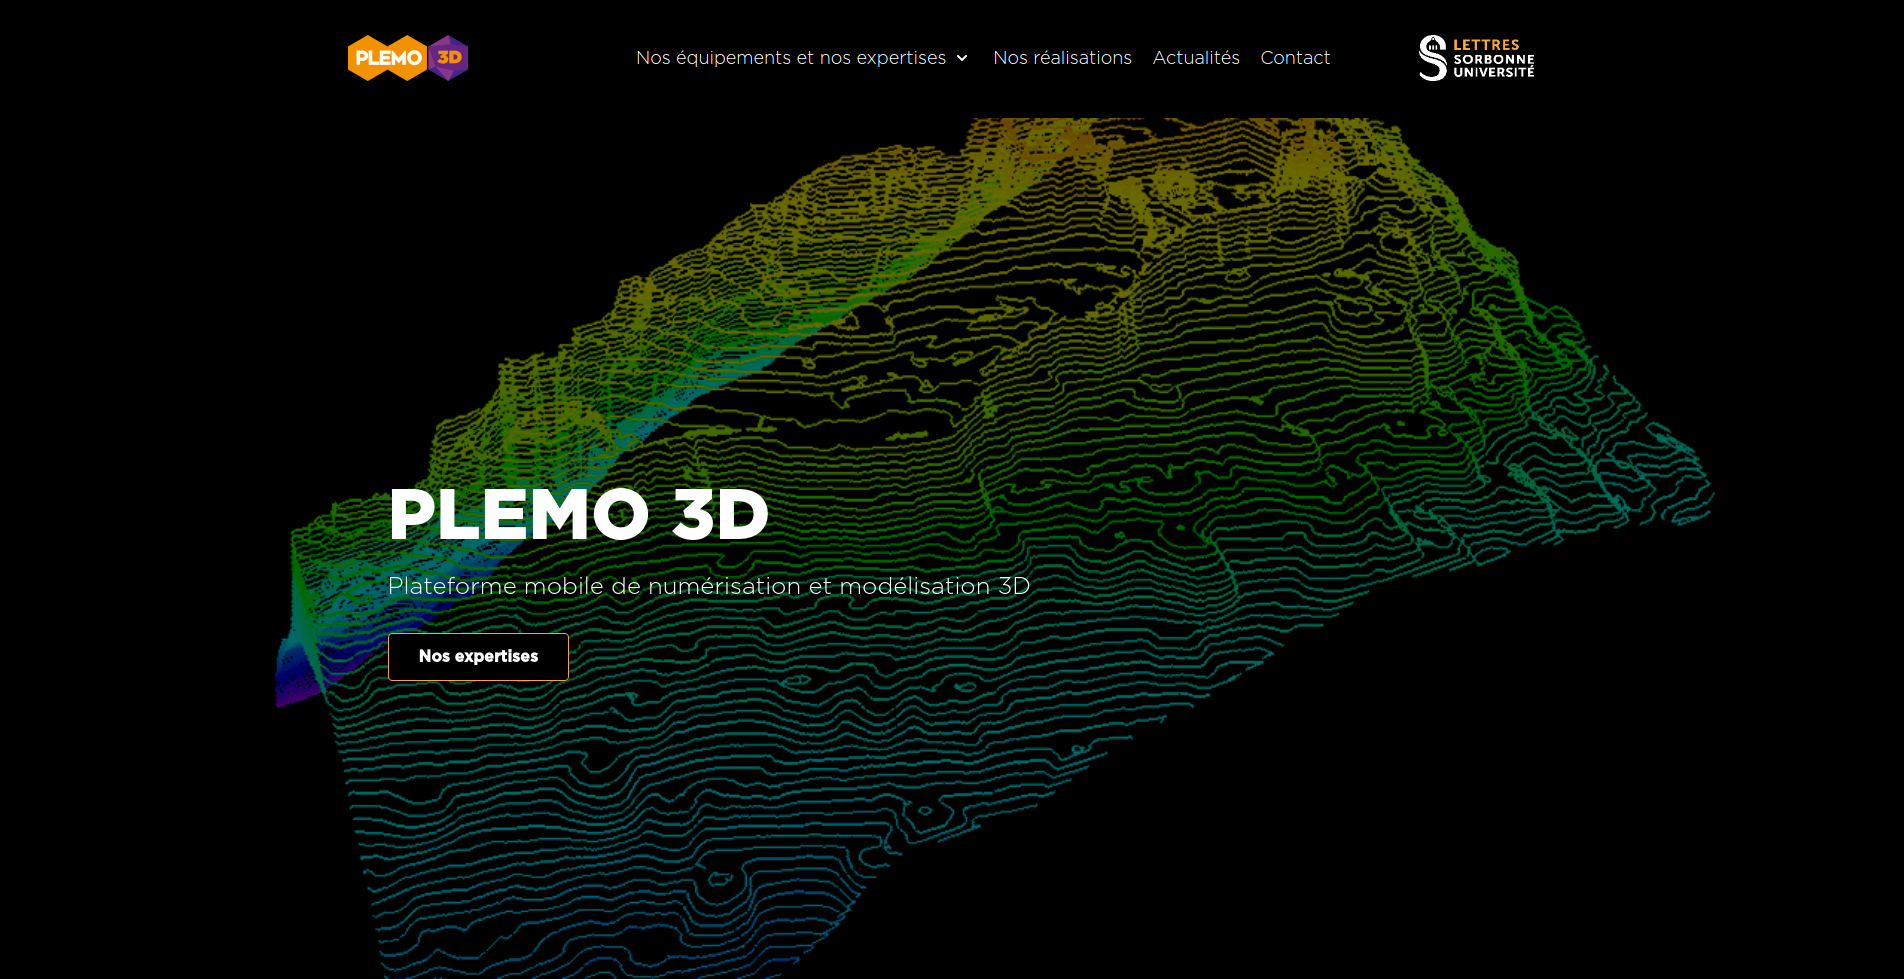 PLEMO 3D
Nos équipements et nos expertises
Nos réalisations
Actualités
Contact
LETTRES
SORBONNE
UNIVERSITÉ
PLEMO 3D
Plateforme mobile de numérisation et modélisation 3D
Nos expertises